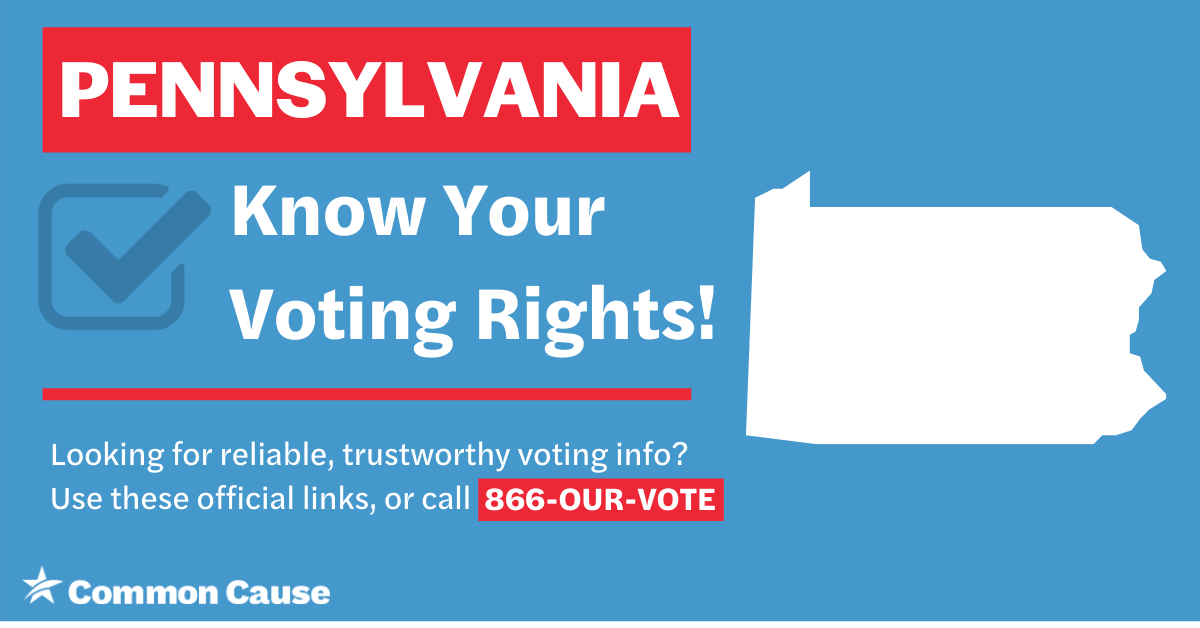 PENNSYLVANIA
Know Your
Voting Rights!
Looking for reliable, trustworthy voting info?
Use these official links, or call 866-OUR-VOTE
Common Cause